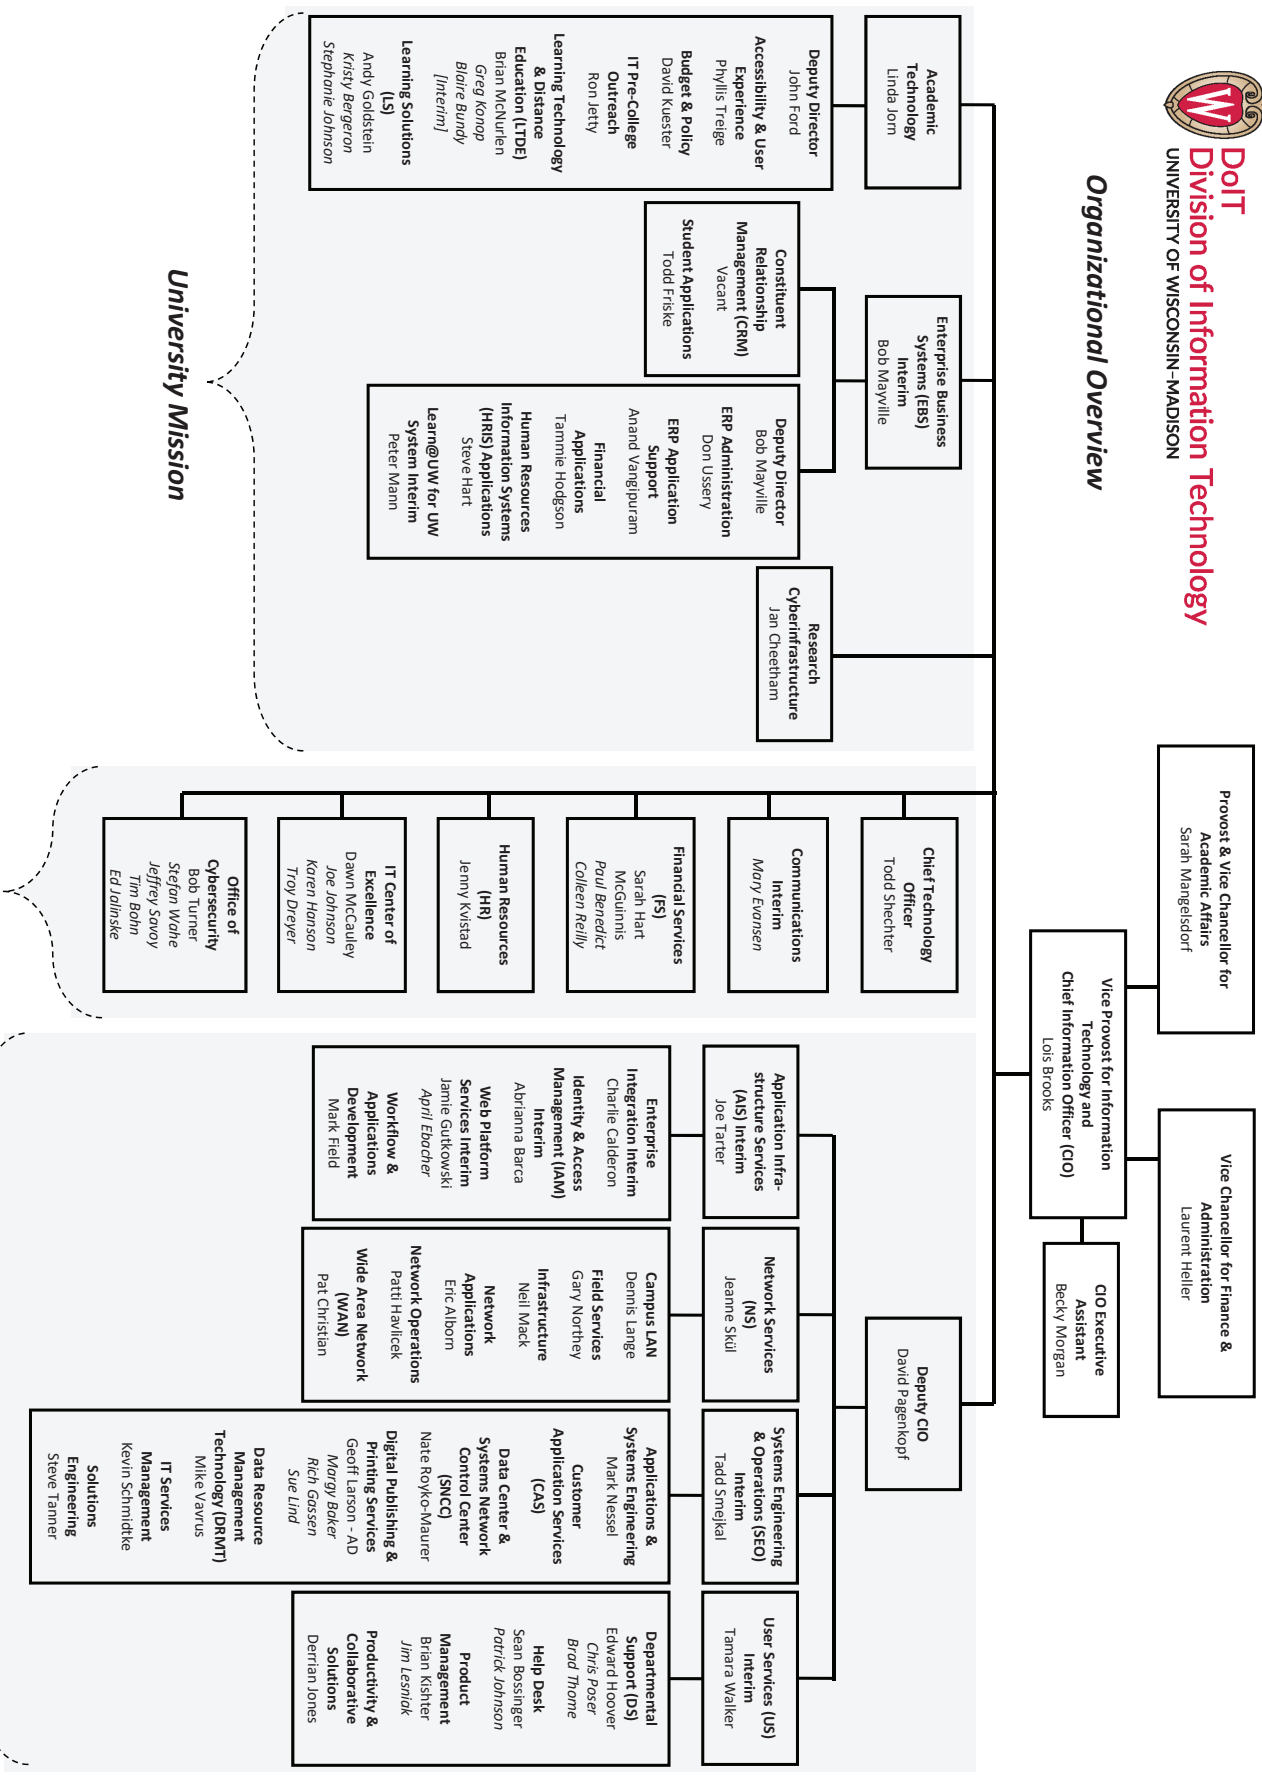 DoIT
Division of Information Technology
UNIVERSITY OF WISCONSIN–MADISON
Organizational Overview
Provost & Vice Chancellor for
Academic Affairs
Sarah Mangelsdorf
Vice Chancellor for Finance &
Administration
Laurent Heller
Vice Provost for Information
Technology and
Chief Information Officer (CIO)
Lois Brooks
CIO Executive
Assistant
Becky Morgan
Academic
Technology
Linda Jorn
Deputy Director
John Ford
Accessibility & User
Experience
Phyllis Treige
Budget & Policy
David Kuester
IT Pre-College
Outreach
Ron Jetty
Learning Technology
& Distance
Education (LTDE)
Brian McNurlen
Greg Konop
Blaire Bundy
[Interim]
Learning Solutions
(LS)
Andy Goldstein
Kristy Bergeron
Stephanie Johnson
Enterprise Business
Systems (EBS)
Interim
Bob Mayville
Constituent
Relationship
Management (CRM)
Vacant
Student Applications
Todd Friske
Deputy Director
Bob Mayville
ERP Administration
Don Ussery
ERP Application
Support
Anand Vangipuram
Financial
Applications
Tammie Hodgson
Human Resources
Information Systems
(HRIS) Applications
Steve Hart
Learn@UW for UW
System Interim
Peter Mann
Research
Cyberinfrastructure
Jan Cheetham
University Mission
Chief Technology
Officer
Todd Shechter
Communications
Interim
Mary Evansen
Financial Services
(FS)
Sarah Hart
McGuinnis
Paul Benedict
Colleen Reilly
Human Resources
(HR)
Jenny Kvistad
IT Center of
Excellence
Dawn McCauley
Joe Johnson
Karen Hanson
Troy Dreyer
Office of
Cybersecurity
Bob Turner
Stefan Wahe
Jeffrey Savoy
Tim Bohn
Ed Jalinske
Deputy CIO
David Pagenkopf
Application Infra-
structure Services
(AIS) Interim
Joe Tarter
Enterprise
Integration Interim
Charlie Calderon
Identity & Access
Management (IAM)
Interim
Abrianna Barca
Web Platform
Services Interim
Jamie Gutkowski
April Ebacher
Workflow &
Applications
Development
Mark Field
Network Services
(NS)
Jeanne Skül
Campus LAN
Dennis Lange
Field Services
Gary Northey
Infrastructure
Neil Mack
Network
Applications
Eric Alborn
Network Operations
Patti Havlicek
Wide Area Network
(WAN)
Pat Christian
Systems Engineering
& Operations (SEO)
Interim
Tadd Smejkal
Applications &
Systems Engineering
Mark Nessel
Customer
Application Services
(CAS)
Data Center &
Systems Network
Control Center
(SNCC)
Nate Royko-Maurer
Digital Publishing &
Printing Services
Geoff Larson - AD
Margy Baker
Rich Gassen
Sue Lind
Data Resource
Management
Technology (DRMT)
Mike Vavrus
IT Services
Management
Kevin Schmidtke
Solutions
Engineering
Steve Tanner
User Services (US)
Interim
Tamara Walker
Departmental
Support (DS)
Edward Hoover
Chris Poser
Brad Thome
Help Desk
Sean Bossinger
Patrick Johnson
Product
Management
Brian Kishter
Jim Lesniak
Productivity &
Collaborative
Solutions
Derrian Jones